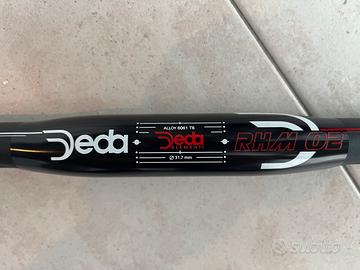 Deda
ALLOY 6061 T6
Deda
ELEMENTI
Ø 31.7 mm
RHM 02
subito